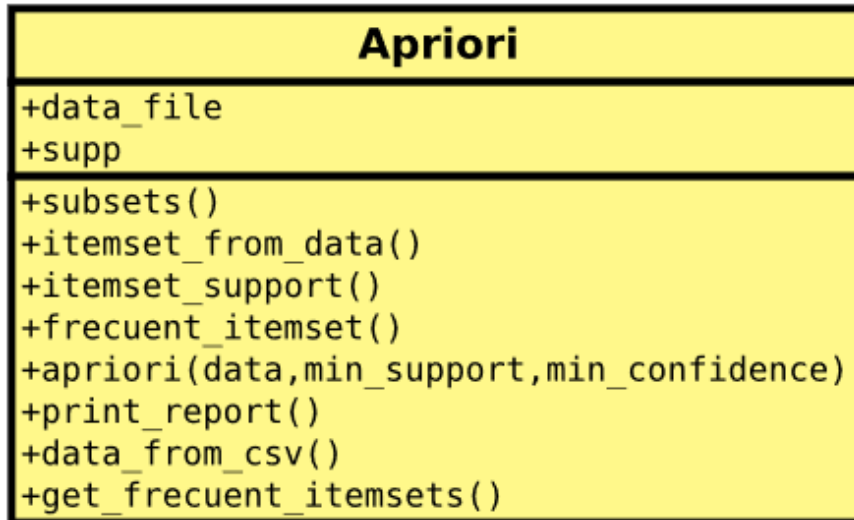 Apriori
+data_file
+supp
+subsets()
+itemset_from_data()
+itemset_support()
+frecuent_itemset()
+apriori(data,min_support,min_confidence)
+print_report()
+data_from_csv()
+get_frecuent_itemsets()